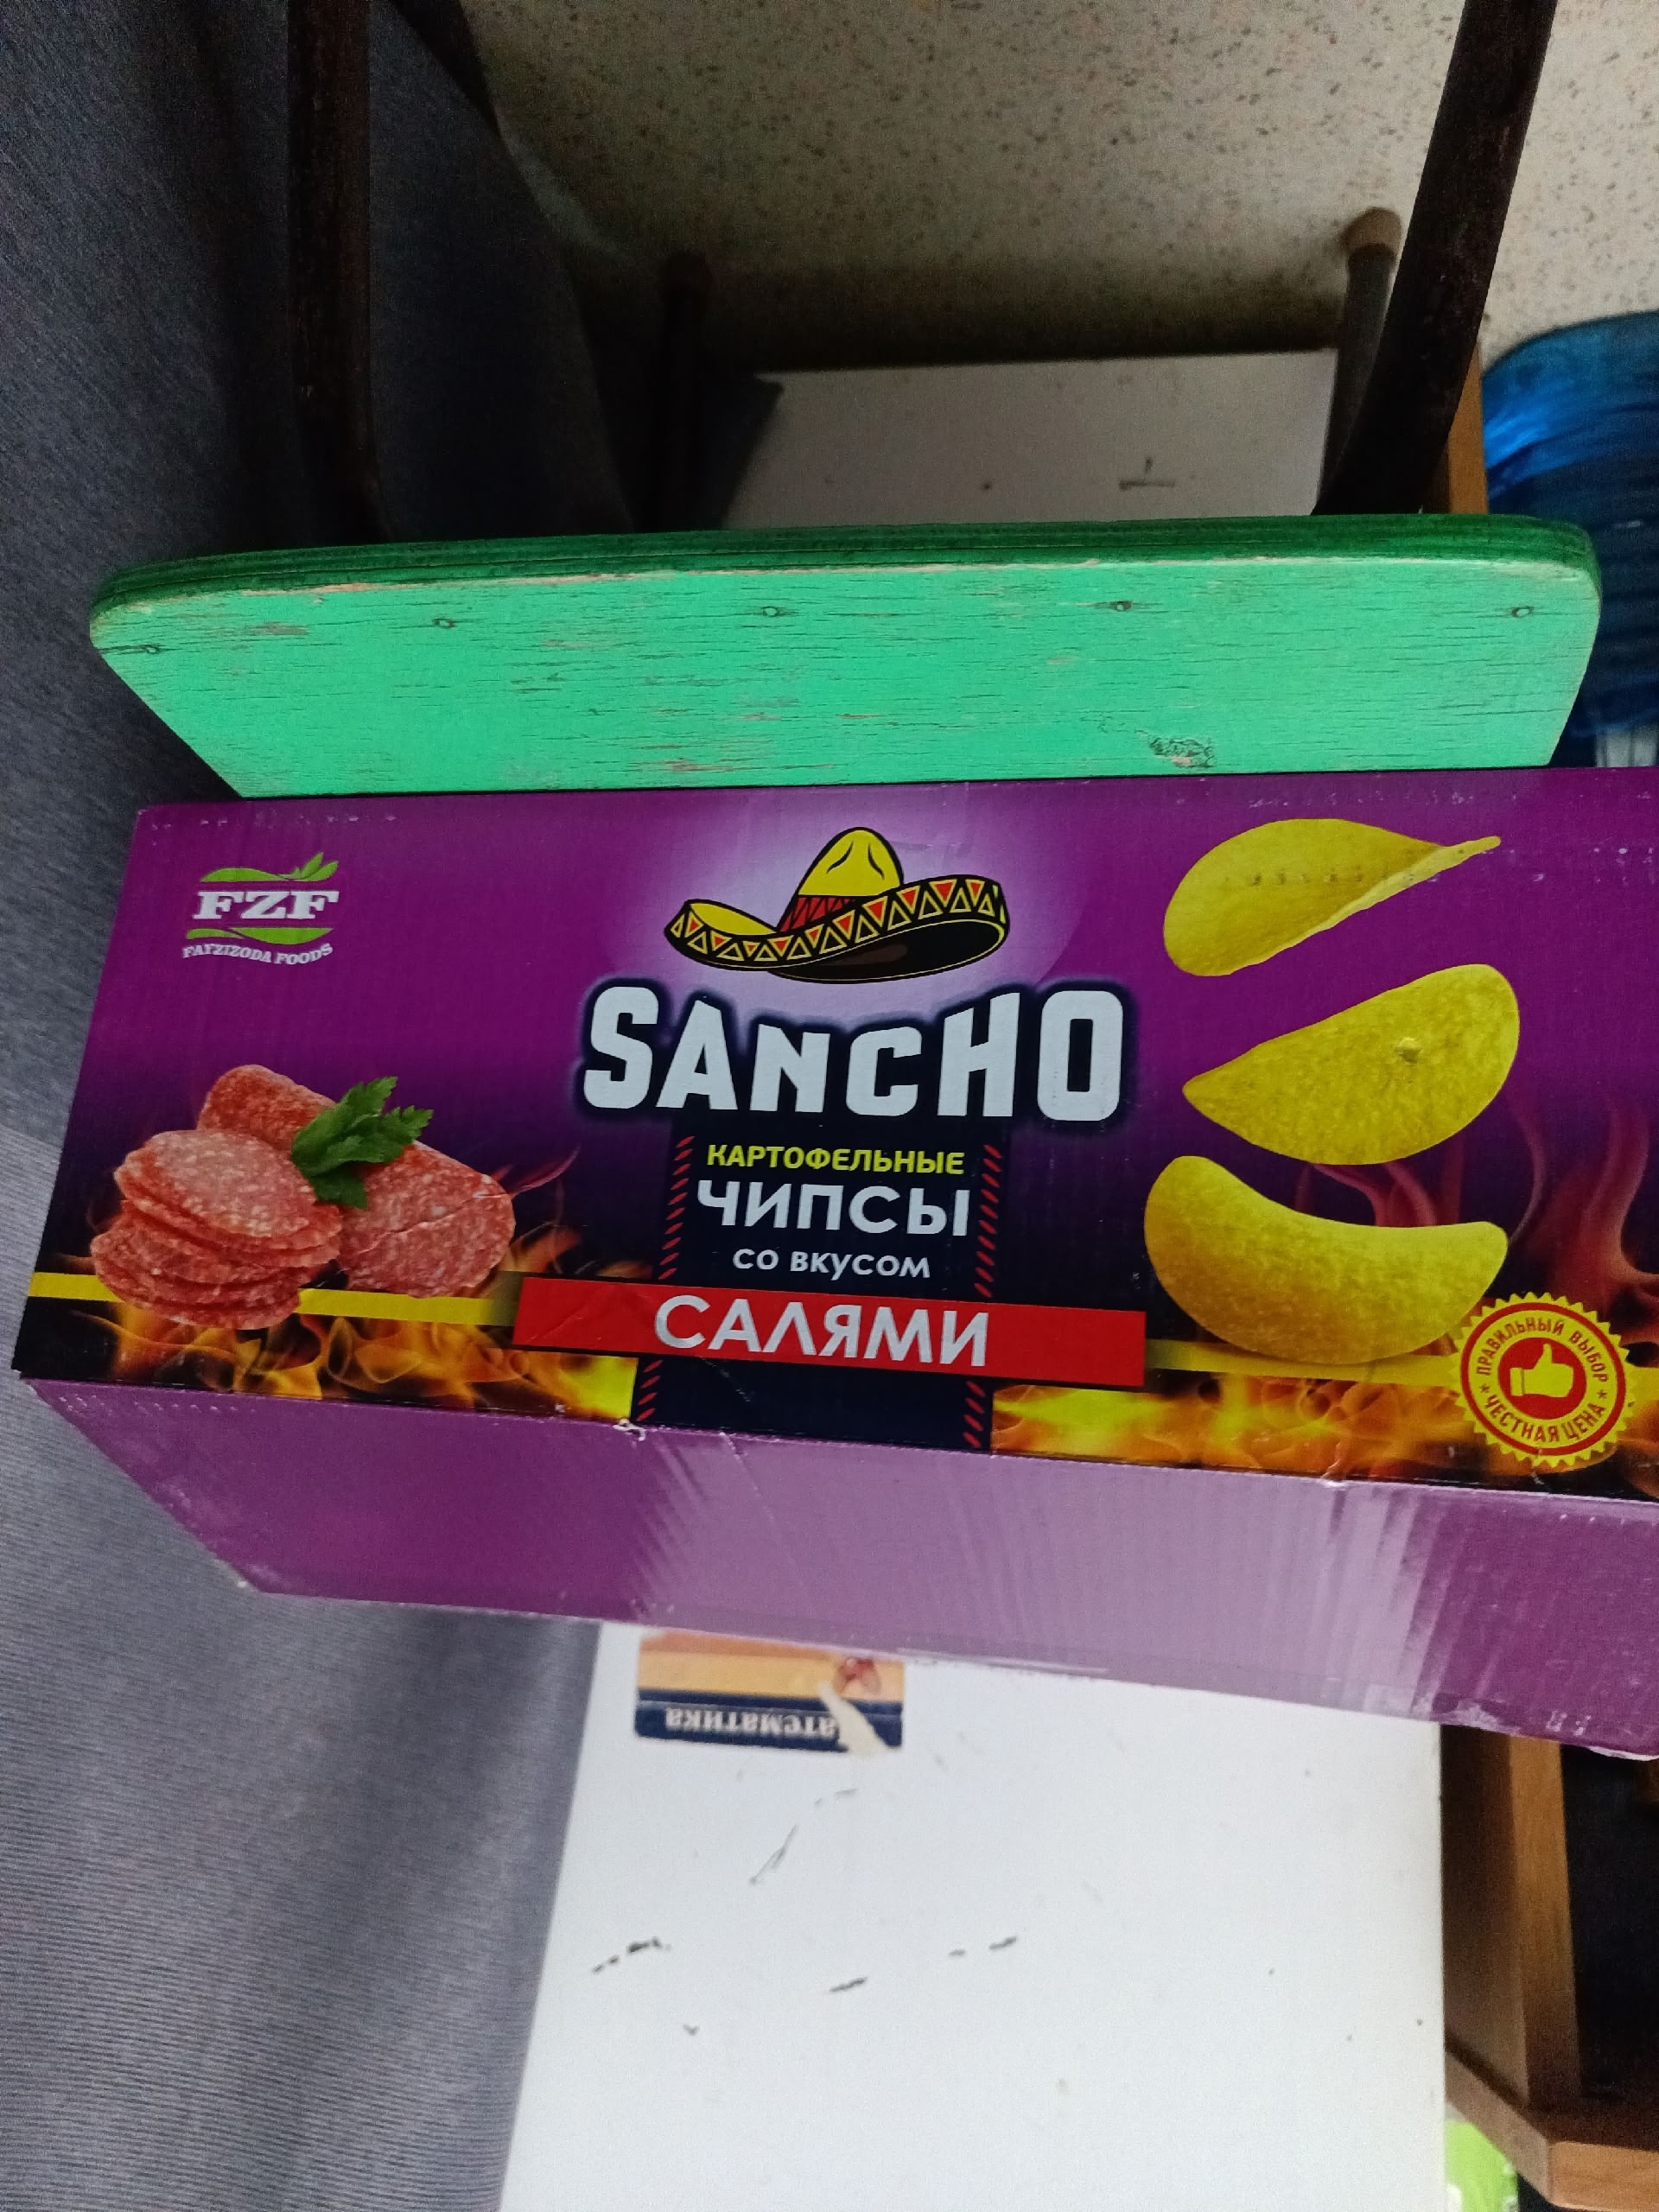 FZF
FAYZIZODA FOODS
SANCHO
КАРТОФЕЛЬНЫЕ
ЧИПСЫ
СО ВКУСОМ
САЛЯМИ
ПРАВИЛЬНЫЙ ВЫБОР
ЧЕСТНАЯ ЦЕНА
атематика